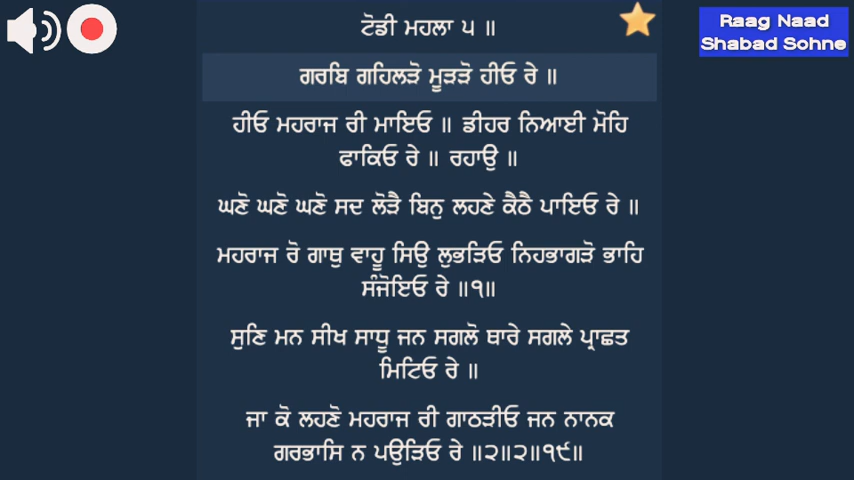 ਟੋਡੀ ਮਹਲਾ ੫ ॥
Raag Naad
Shabad Sohne
ਗਰਬਿ ਗਹਿਲੜੋ ਮੂੜੜੋ ਹੀਓ ਰੇ ॥
ਹੀਓ ਮਹਰਾਜ ਰੀ ਮਾਇਓ ॥ ਡੀਹਰ ਨਿਆਈ ਮੋਹਿ
ਫਾਕਿਓ ਰੇ ॥ ਰਹਾਉ ॥
ਘਣੋ ਘਣੋ ਘਣੋ ਸਦ ਲੋੜੈ ਬਿਨੁ ਲਹਣੇ ਕੈਠੈ ਪਾਇਓ ਰੇ ॥
ਮਹਰਾਜ ਰੋ ਗਾਥੁ ਵਾਹੂ ਸਿਉ ਲੁਭੜਿਓ ਨਿਹਭਾਗੜੋ ਭਾਹਿ
ਸੰਜੋਇਓ ਰੇ ॥੧॥
ਸੁਣਿ ਮਨ ਸੀਖ ਸਾਧੂ ਜਨ ਸਗਲੋ ਥਾਰੇ ਸਗਲੇ ਪ੍ਰਾਛਤ
ਮਿਟਿਓ ਰੇ ॥
ਜਾ ਕੋ ਲਹਣੋ ਮਹਰਾਜ ਰੀ ਗਾਠੜੀਓ ਜਨ ਨਾਨਕ
ਗਰਭਾਸਿ ਨ ਪਉੜਿਓ ਰੇ ॥੨॥੨॥੧੯॥